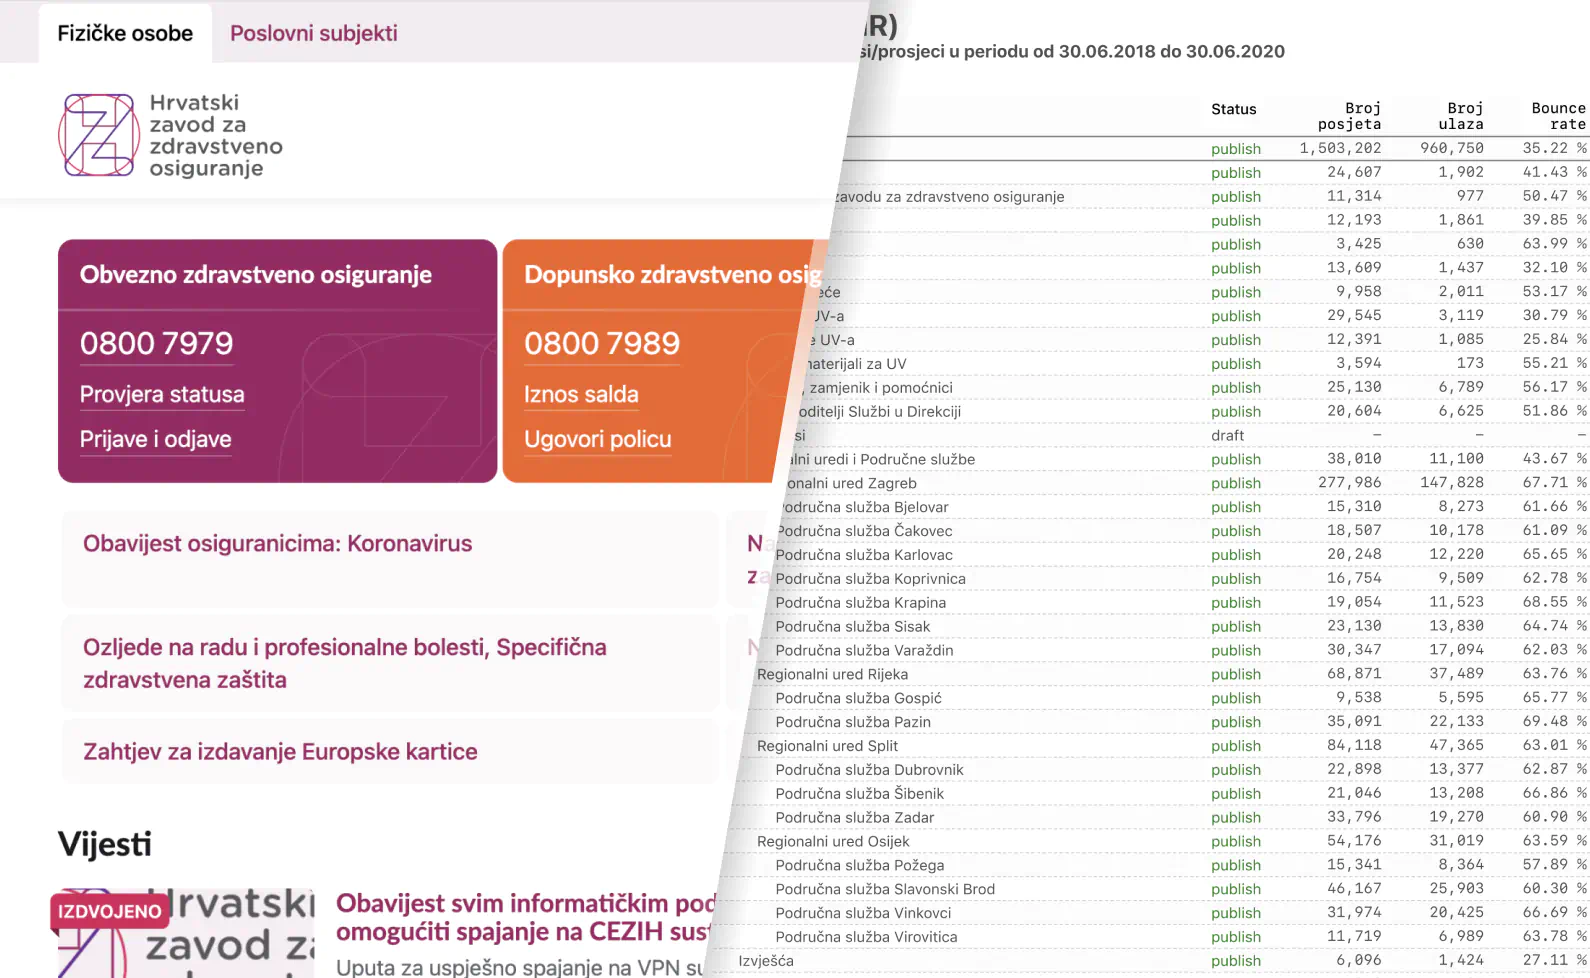 Fizičke osobe
Poslovni subjekti
Hrvatski
zavod za
zdravstveno
osiguranje
Obvezno zdravstveno osiguranje
0800 7979
Provjera statusa
Prijave i odjave
Dopunsko zdravstveno osig
0800 7989
Iznos salda
Ugovori policu
Obavijest osiguranicima: Koronavirus
Ozljede na radu i profesionalne bolesti, Specifična
zdravstvena zaštita
Zahtjev za izdavanje Europske kartice
Vijesti
IZDVOJENO
Hrvatski
zavod za
Obavijest svim informatičkim pod
omogućiti spajanje na CEZIH sust
Uputa za uspješno spajanje na VPN su
IR)
si/prosjeci u periodu od 30.06.2018 do 30.06.2020
Status Broj posjeta Broj ulaza Bounce rate
publish 1,503,202 960,750 35.22 %
publish 24,607 1,902 41.43 %
zavodu za zdravstveno osiguranje publish 11,314 977 50.47 %
publish 12,193 1,861 39.85 %
publish 3,425 630 63.99 %
publish 13,609 1,437 32.10 %
eće publish 9,958 2,011 53.17 %
UV-a publish 29,545 3,119 30.79 %
e UV-a publish 12,391 1,085 25.84 %
naterijali za UV publish 3,594 173 55.21 %
, zamjenik i pomoćnici publish 25,130 6,789 56.17 %
oditelji Službi u Direkciji publish 20,604 6,625 51.86 %
si draft – – –
alni uredi i Područne službe publish 38,010 11,100 43.67 %
onalni ured Zagreb publish 277,986 147,828 67.71 %
Područna služba Bjelovar publish 15,310 8,273 61.66 %
Područna služba Čakovec publish 18,507 10,178 61.09 %
Područna služba Karlovac publish 20,248 12,220 65.65 %
Područna služba Koprivnica publish 16,754 9,509 62.78 %
Područna služba Krapina publish 19,054 11,523 68.55 %
Područna služba Sisak publish 23,130 13,830 64.74 %
Područna služba Varaždin publish 30,347 17,094 62.03 %
Regionalni ured Rijeka publish 68,871 37,489 63.76 %
Područna služba Gospić publish 9,538 5,595 65.77 %
Područna služba Pazin publish 35,091 22,133 69.48 %
Regionalni ured Split publish 84,118 47,365 63.01 %
Područna služba Dubrovnik publish 22,898 13,377 62.87 %
Područna služba Šibenik publish 21,046 13,208 66.86 %
Područna služba Zadar publish 33,796 19,270 60.90 %
Regionalni ured Osijek publish 54,176 31,019 63.59 %
Područna služba Požega publish 15,341 8,364 57.89 %
Područna služba Slavonski Brod publish 46,167 25,903 60.30 %
Područna služba Vinkovci publish 31,974 20,425 66.69 %
Područna služba Virovitica publish 11,719 6,989 63.78 %
Izvješća publish 6,096 1,424 27.11 %